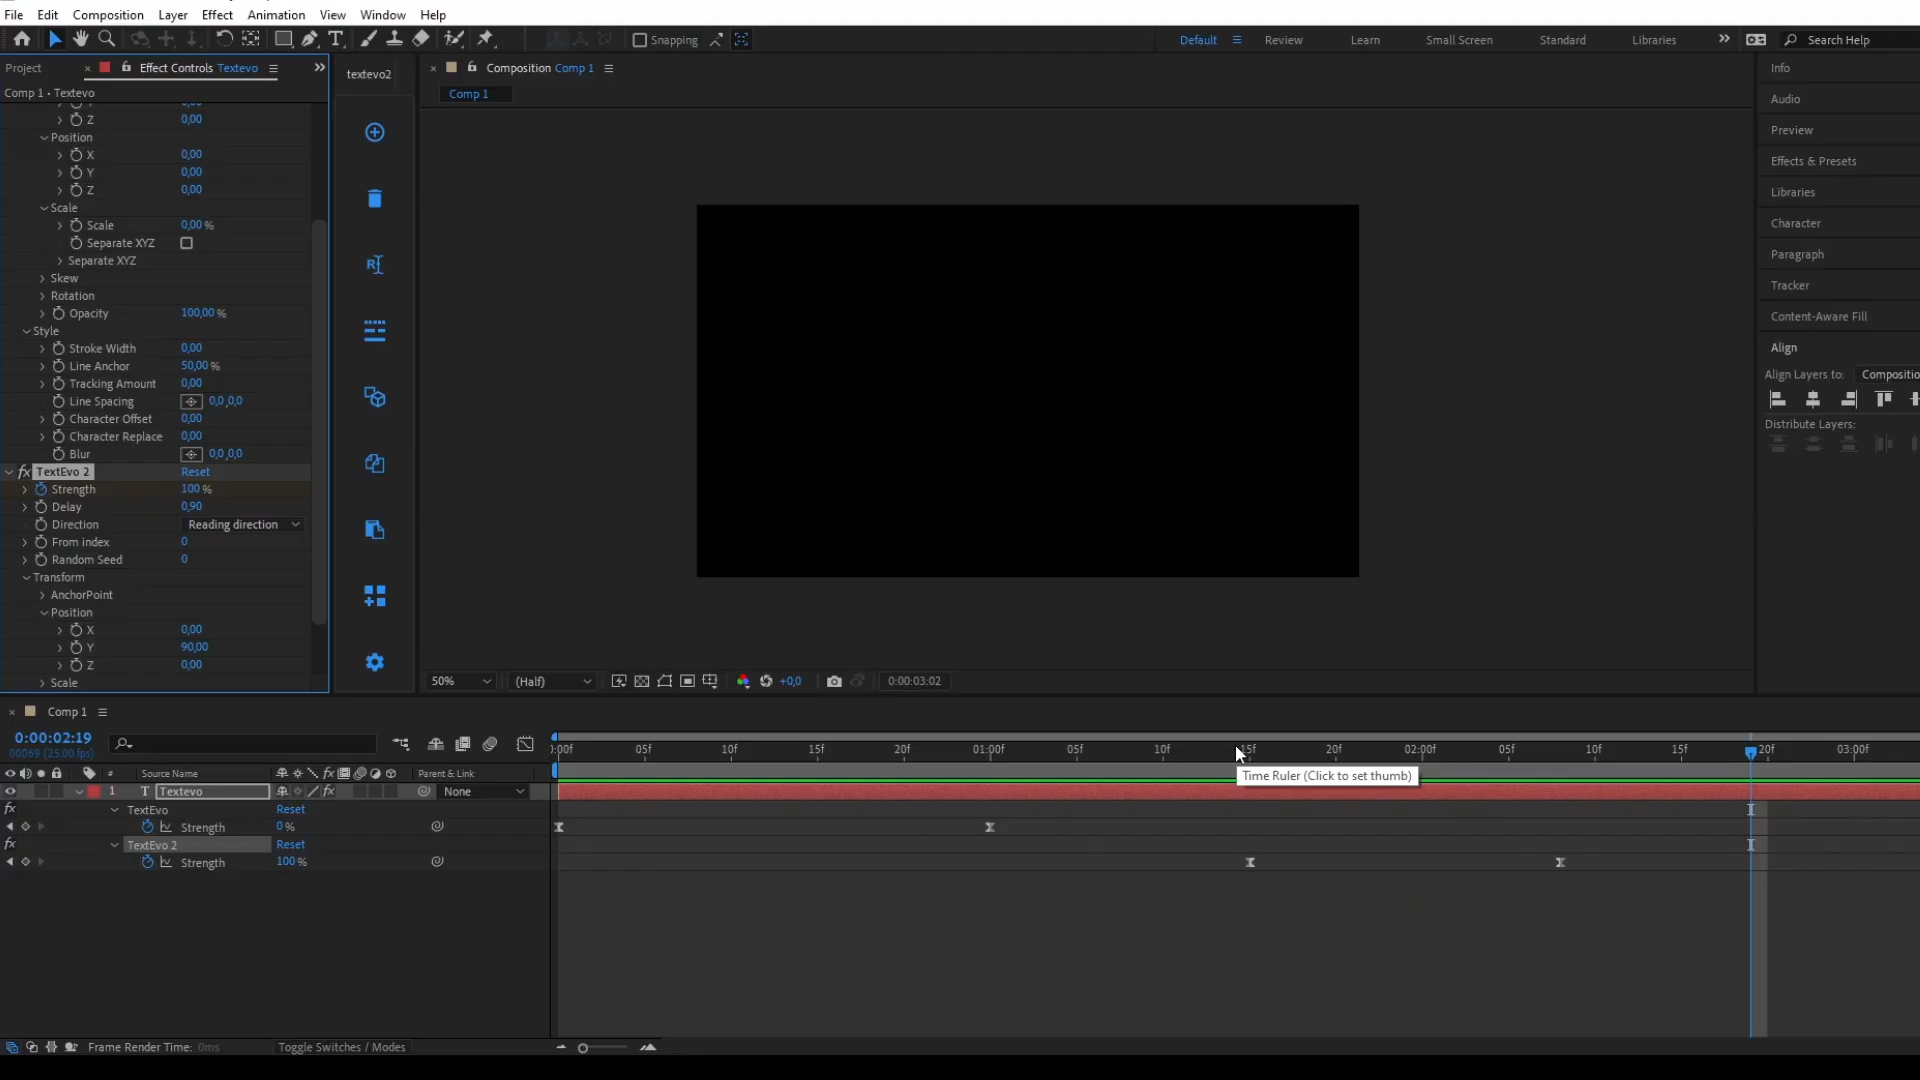 File Edit Composition Layer Effect Animation View Window Help
Snapping
Default Review Learn Small Screen Standard Libraries Search Help
Project Effect Controls Textevo
Comp 1 • Textevo
Z 0,00
Position
X 0,00
Y 0,00
Z 0,00
Scale
Scale 0,00 %
Separate XYZ
Separate XYZ
Skew
Rotation
Opacity 100,00 %
Style
Stroke Width 0,00
Line Anchor 50,00 %
Tracking Amount 0,00
Line Spacing 0,0,0,0
Character Offset 0,00
Character Replace 0,00
Blur 0,0,0,0
fx TextEvo 2 Reset
Strength 100 %
Delay 0,90
Direction Reading direction
From index 0
Random Seed 0
Transform
AnchorPoint
Position
X 0,00
Y 90,00
Z 0,00
Scale
textevo2
Composition Comp 1
Comp 1
50% (Half) +0,0 0:00:03:02
Info
Audio
Preview
Effects & Presets
Libraries
Character
Paragraph
Tracker
Content-Aware Fill
Align
Align Layers to: Compositio
Distribute Layers:
Comp 1
0:00:02:19
00069 (25.00 fps)
# Source Name Parent & Link
1 T Textevo None
fx TextEvo Reset
Strength 0 %
fx TextEvo 2 Reset
Strength 100 %
:00f 05f 10f 15f 20f 01:00f 05f 10f 15f 20f 02:00f 05f 10f 15f 20f 03:00f
Time Ruler (Click to set thumb)
Frame Render Time: 0ms Toggle Switches / Modes